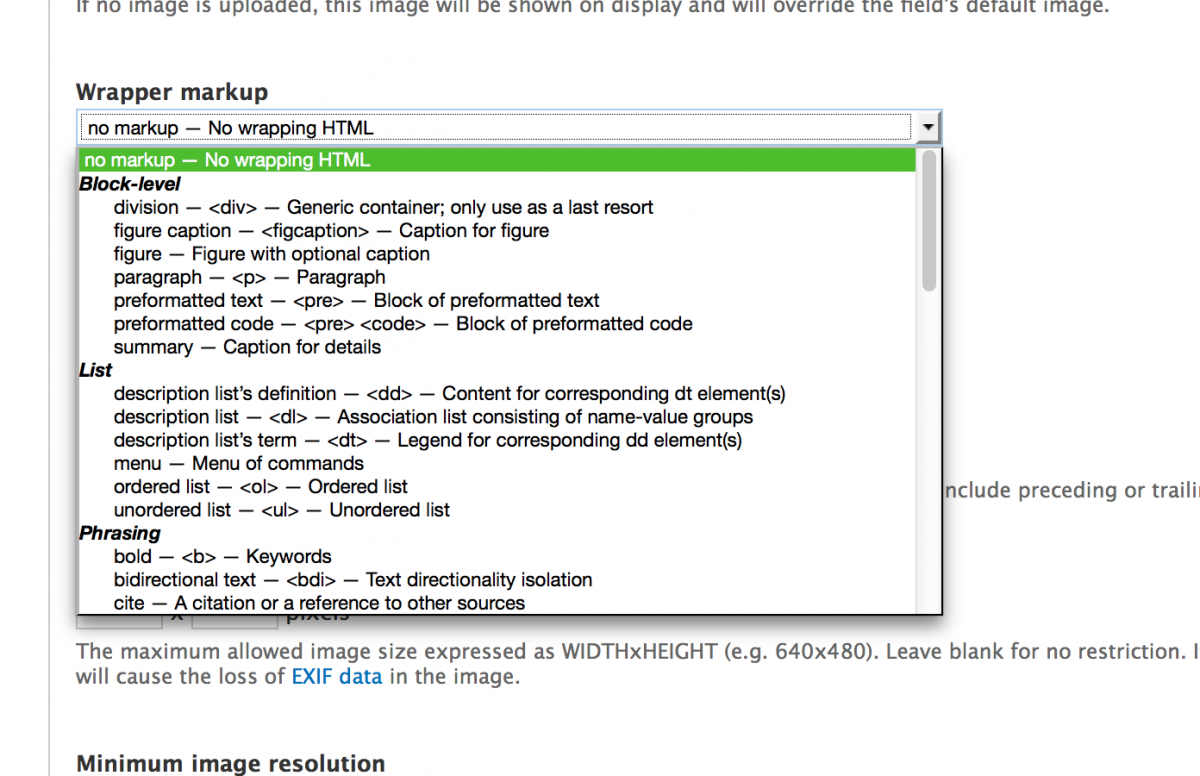 If no image is uploaded, this image will be shown on display and will override the field's default image.
Wrapper markup
no markup — No wrapping HTML
no markup — No wrapping HTML
Block-level
division — <div> — Generic container; only use as a last resort
figure caption — <figcaption> — Caption for figure
figure — Figure with optional caption
paragraph — <p> — Paragraph
preformatted text — <pre> — Block of preformatted text
preformatted code — <pre> <code> — Block of preformatted code
summary — Caption for details
List
description list’s definition — <dd> — Content for corresponding dt element(s)
description list — <dl> — Association list consisting of name-value groups
description list’s term — <dt> — Legend for corresponding dd element(s)
menu — Menu of commands
ordered list — <ol> — Ordered list
nclude preceding or traili
unordered list — <ul> — Unordered list
Phrasing
bold — <b> — Keywords
bidirectional text — <bdi> — Text directionality isolation
cite — A citation or a reference to other sources
x pixels
The maximum allowed image size expressed as WIDTHxHEIGHT (e.g. 640x480). Leave blank for no restriction. I
will cause the loss of EXIF data in the image.
Minimum image resolution